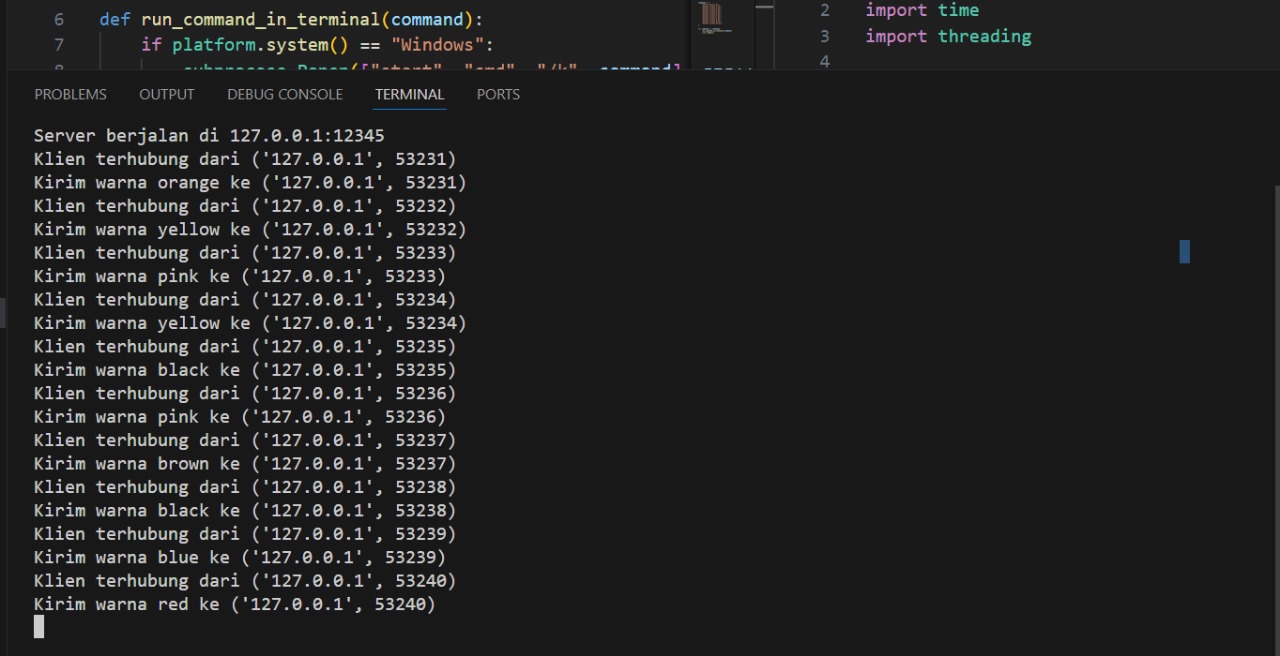 6 def run_command_in_terminal(command):
7 if platform.system() == "Windows":
8 subprocess.Popen(["start", "cmd", "/k", command]
2 import time
3 import threading
4
PROBLEMS OUTPUT DEBUG CONSOLE TERMINAL PORTS
Server berjalan di 127.0.0.1:12345
Klien terhubung dari ('127.0.0.1', 53231)
Kirim warna orange ke ('127.0.0.1', 53231)
Klien terhubung dari ('127.0.0.1', 53232)
Kirim warna yellow ke ('127.0.0.1', 53232)
Klien terhubung dari ('127.0.0.1', 53233)
Kirim warna pink ke ('127.0.0.1', 53233)
Klien terhubung dari ('127.0.0.1', 53234)
Kirim warna yellow ke ('127.0.0.1', 53234)
Klien terhubung dari ('127.0.0.1', 53235)
Kirim warna black ke ('127.0.0.1', 53235)
Klien terhubung dari ('127.0.0.1', 53236)
Kirim warna pink ke ('127.0.0.1', 53236)
Klien terhubung dari ('127.0.0.1', 53237)
Kirim warna brown ke ('127.0.0.1', 53237)
Klien terhubung dari ('127.0.0.1', 53238)
Kirim warna black ke ('127.0.0.1', 53238)
Klien terhubung dari ('127.0.0.1', 53239)
Kirim warna blue ke ('127.0.0.1', 53239)
Klien terhubung dari ('127.0.0.1', 53240)
Kirim warna red ke ('127.0.0.1', 53240)